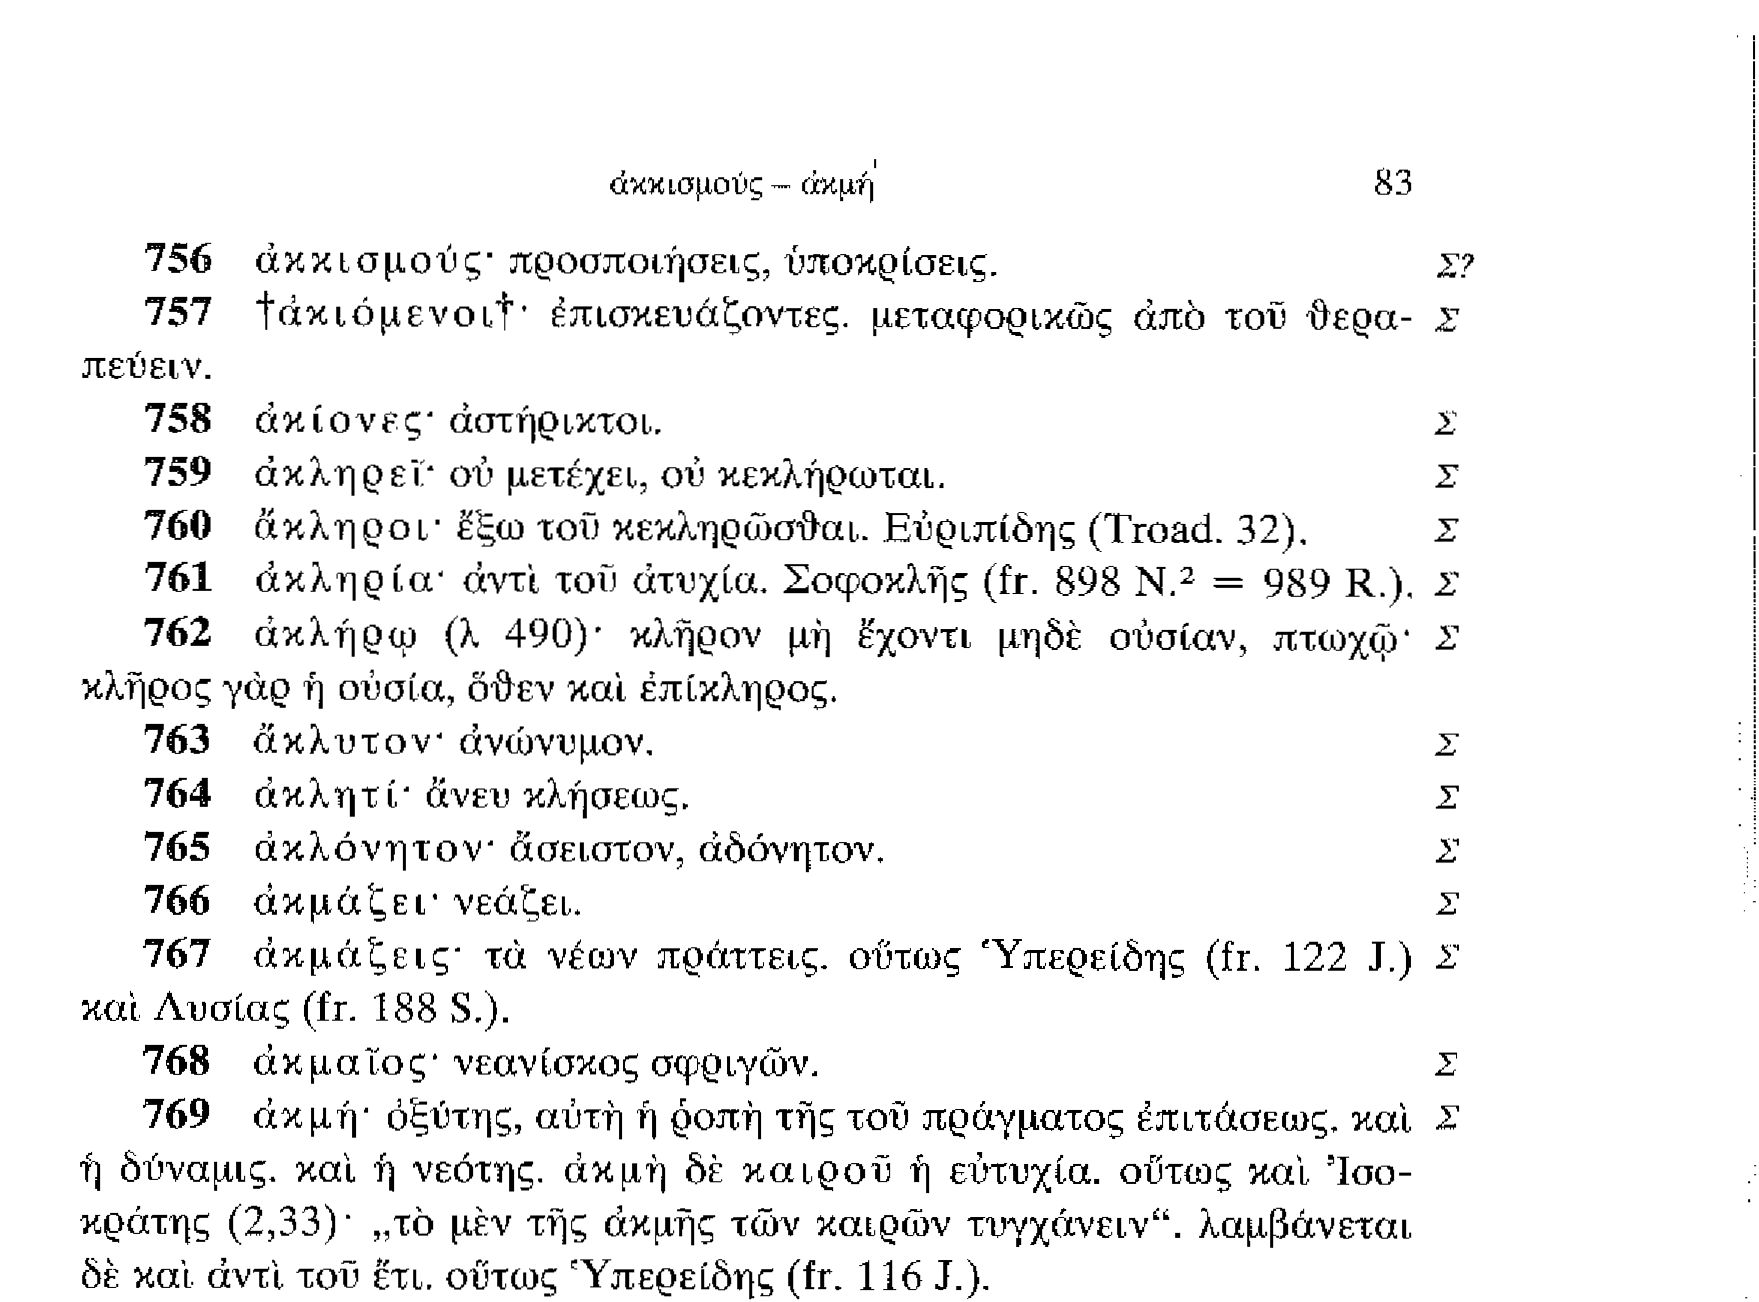 ἀκκισμούς – ἀκμή 83
756 ἀκκισμούς· προσποιήσεις, ὑποκρίσεις. Σ?
757 †ἀκιόμενοι†· ἐπισκευάζοντες. μεταφορικῶς ἀπὸ τοῦ θερα- Σ
πεύειν.
758 ἀκίονες· ἀστήρικτοι. Σ
759 ἀκληρεῖ· οὐ μετέχει, οὐ κεκλήρωται. Σ
760 ἄκληροι· ἔξω τοῦ κεκληρῶσθαι. Εὐριπίδης (Troad. 32). Σ
761 ἀκληρία· ἀντὶ τοῦ ἀτυχία. Σοφοκλῆς (fr. 898 N.² = 989 R.). Σ
762 ἀκλήρῳ (λ 490)· κλῆρον μὴ ἔχοντι μηδὲ οὐσίαν, πτωχῷ· Σ
κλῆρος γὰρ ἡ οὐσία, ὅθεν καὶ ἐπίκληρος.
763 ἄκλυτον· ἀνώνυμον. Σ
764 ἀκλητί· ἄνευ κλήσεως. Σ
765 ἀκλόνητον· ἄσειστον, ἀδόνητον. Σ
766 ἀκμάζει· νεάζει. Σ
767 ἀκμάζεις· τὰ νέων πράττεις. οὕτως Ὑπερείδης (fr. 122 J.) Σ
καὶ Λυσίας (fr. 188 S.).
768 ἀκμαῖος· νεανίσκος σφριγῶν. Σ
769 ἀκμή· ὀξύτης, αὐτὴ ἡ ῥοπὴ τῆς τοῦ πράγματος ἐπιτάσεως. καὶ Σ
ἡ δύναμις. καὶ ἡ νεότης. ἀκμὴ δὲ καιροῦ ἡ εὐτυχία. οὕτως καὶ Ἰσο-
κράτης (2,33)· „τὸ μὲν τῆς ἀκμῆς τῶν καιρῶν τυγχάνειν“. λαμβάνεται
δὲ καὶ ἀντὶ τοῦ ἔτι. οὕτως Ὑπερείδης (fr. 116 J.).